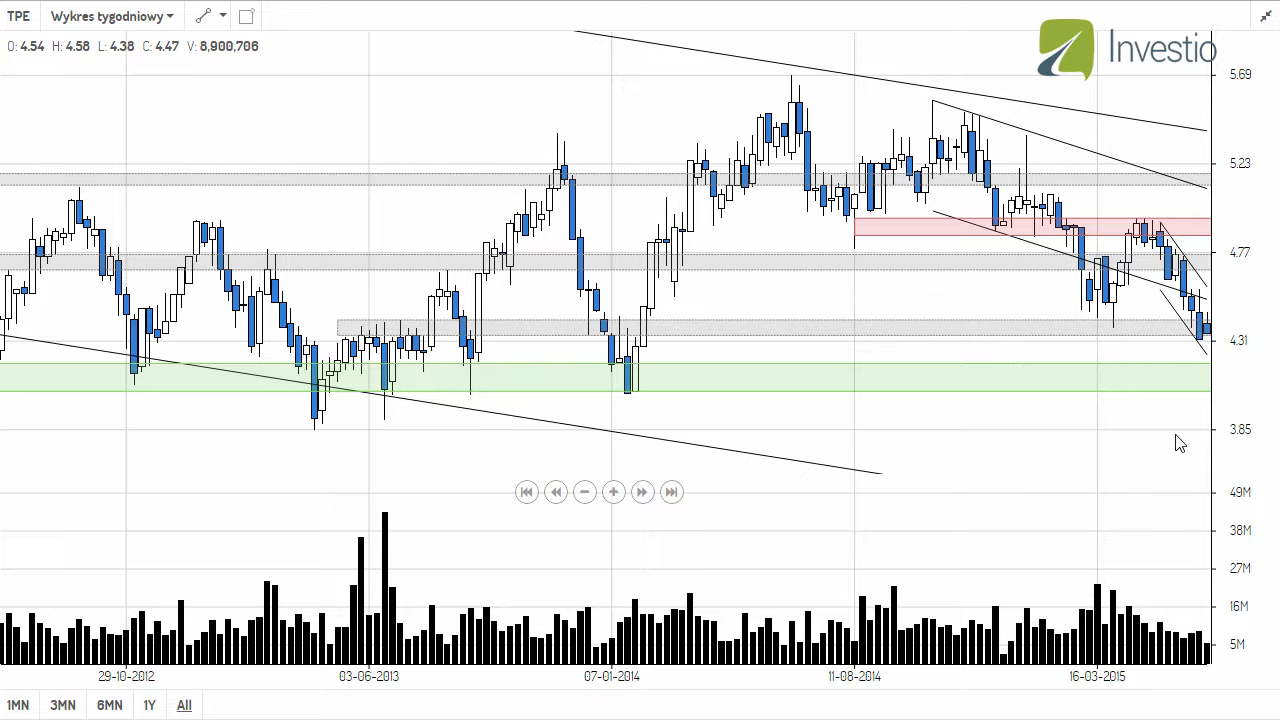 TPE Wykres tygodniowy
O: 4.54 H: 4.58 L: 4.38 C: 4.47 V: 8,900,706
Investio
5.69
5.23
4.77
4.31
3.85
49M
38M
27M
16M
5M
29-10-2012 03-06-2013 07-01-2014 11-08-2014 16-03-2015
1MN 3MN 6MN 1Y All